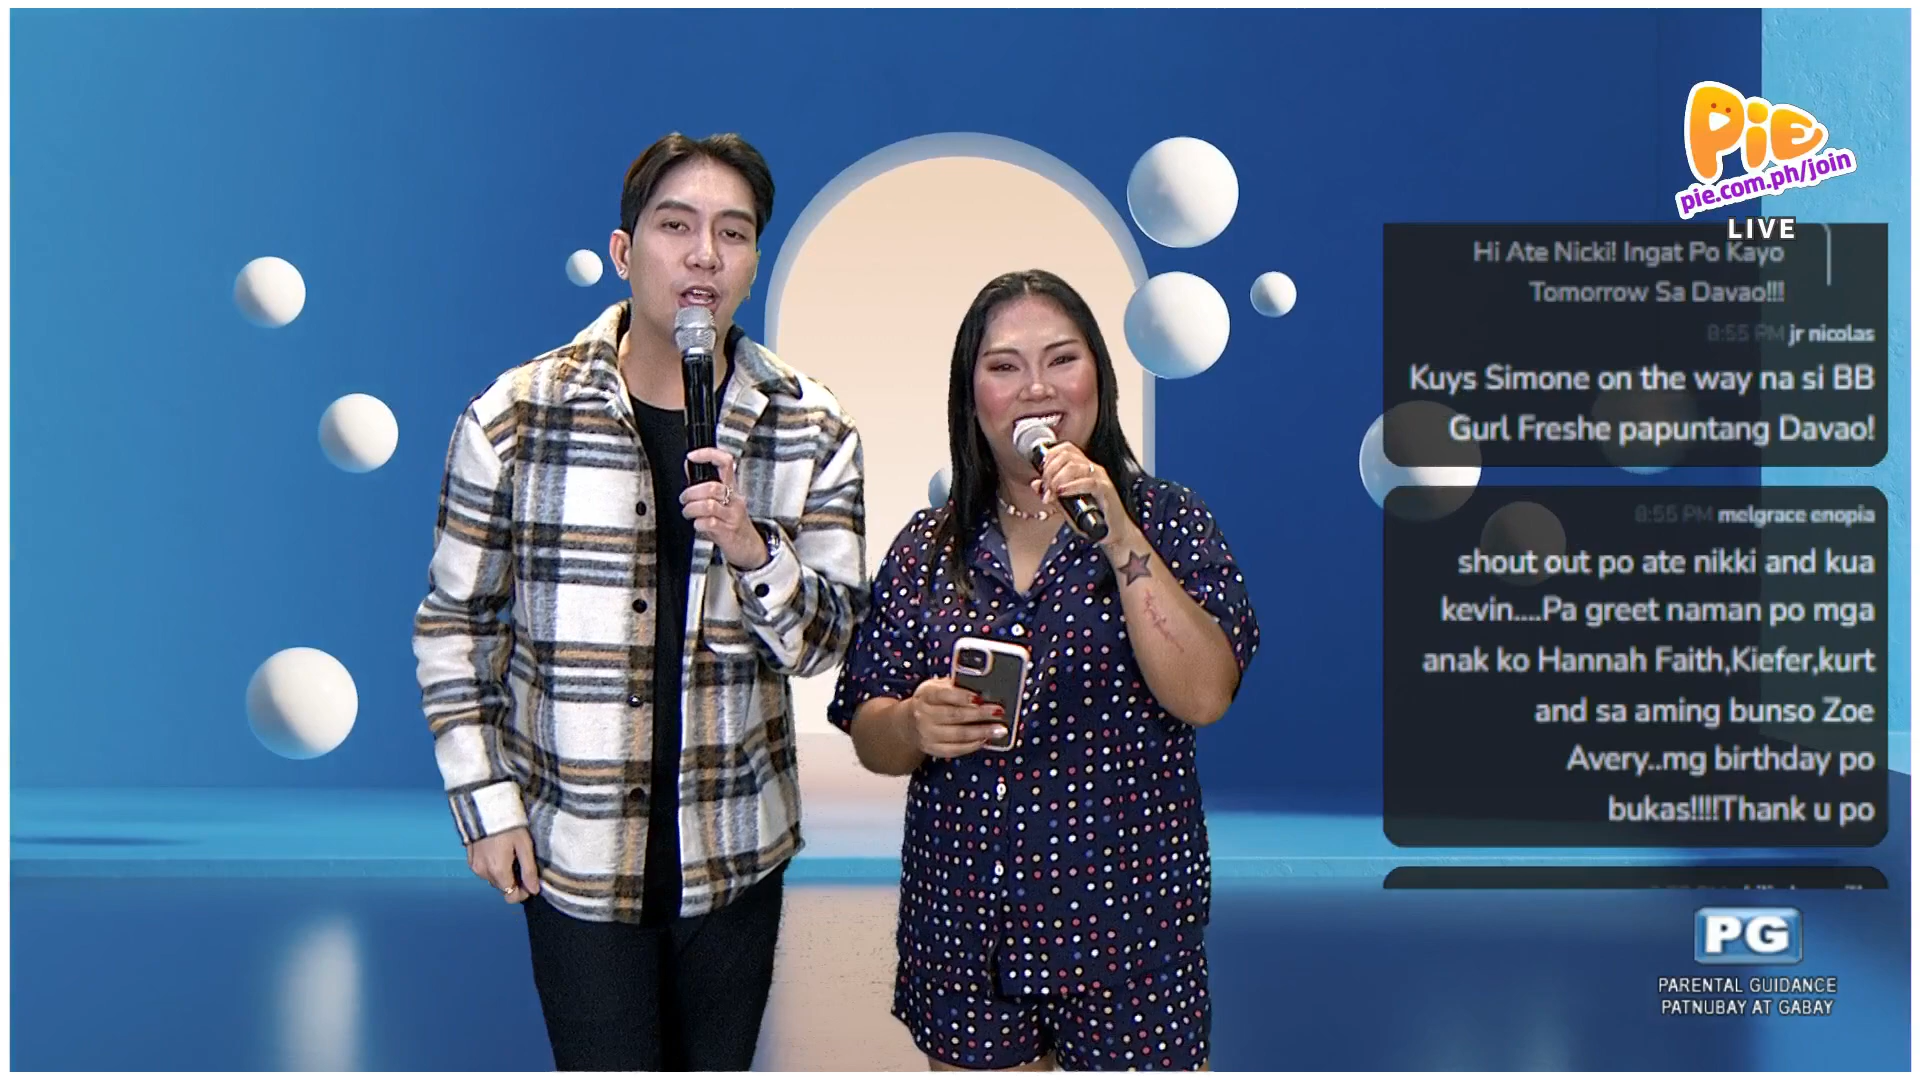 PiE
pie.com.ph/join
LIVE
Hi Ate Nicki! Ingat Po Kayo
Tomorrow Sa Davao!!!
8:55 PM jr nicolas
Kuys Simone on the way na si BB
Gurl Freshe papuntang Davao!
8:55 PM melgrace enopia
shout out po ate nikki and kua
kevin....Pa greet naman po mga
anak ko Hannah Faith,Kiefer,kurt
and sa aming bunso Zoe
Avery..mg birthday po
bukas!!!!Thank u po
PG
PARENTAL GUIDANCE
PATNUBAY AT GABAY